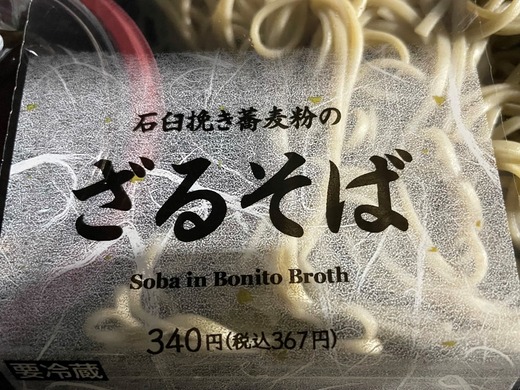 石臼挽き蕎麦粉の
ざるそば
Soba in Bonito Broth
340円(税込367円)
要冷蔵